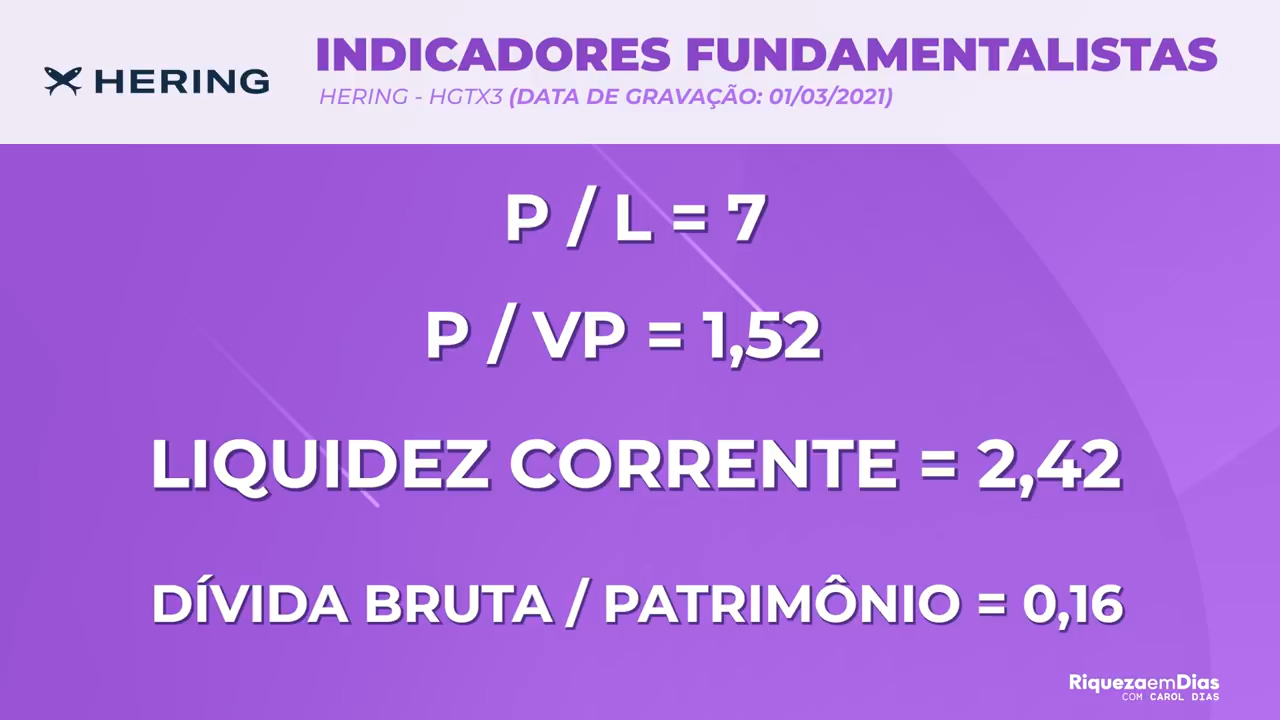 HERING
INDICADORES FUNDAMENTALISTAS
HERING - HGTX3 (DATA DE GRAVAÇÃO: 01/03/2021)
P / L = 7
P / VP = 1,52
LIQUIDEZ CORRENTE = 2,42
DÍVIDA BRUTA / PATRIMÔNIO = 0,16
RiquezaemDias
COM CAROL DIAS